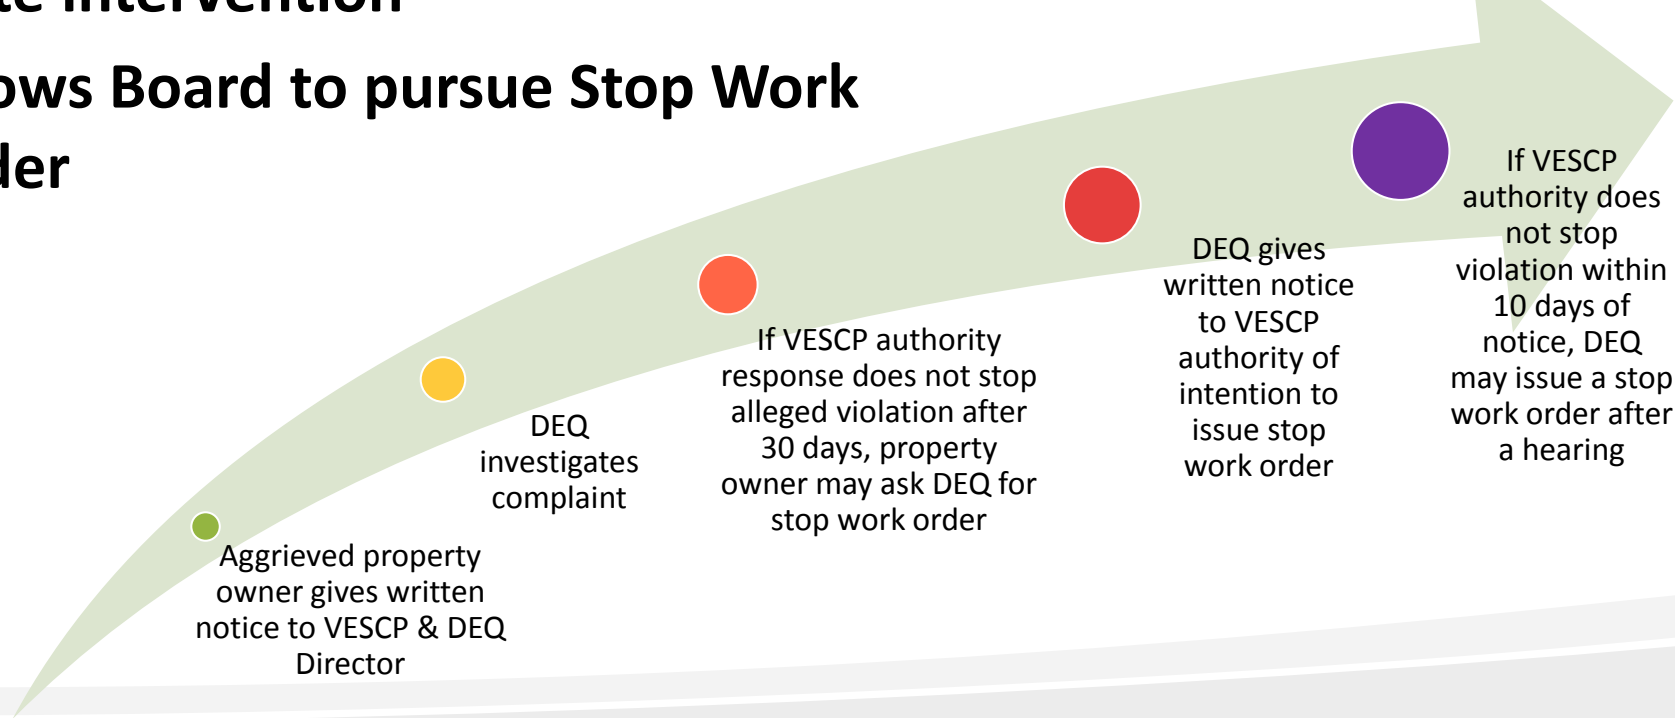 intervention
Board to pursue Stop Work
Aggrieved property
owner gives written
notice to VESCP & DEQ
Director
DEQ
investigates
complaint
If VESCP authority
response does not stop
alleged violation after
30 days, property
owner may ask DEQ for
stop work order
DEQ gives
written notice
to VESCP
authority of
intention to
issue stop
work order
If VESCP
authority does
not stop
violation within
10 days of
notice, DEQ
may issue a stop
work order after
a hearing